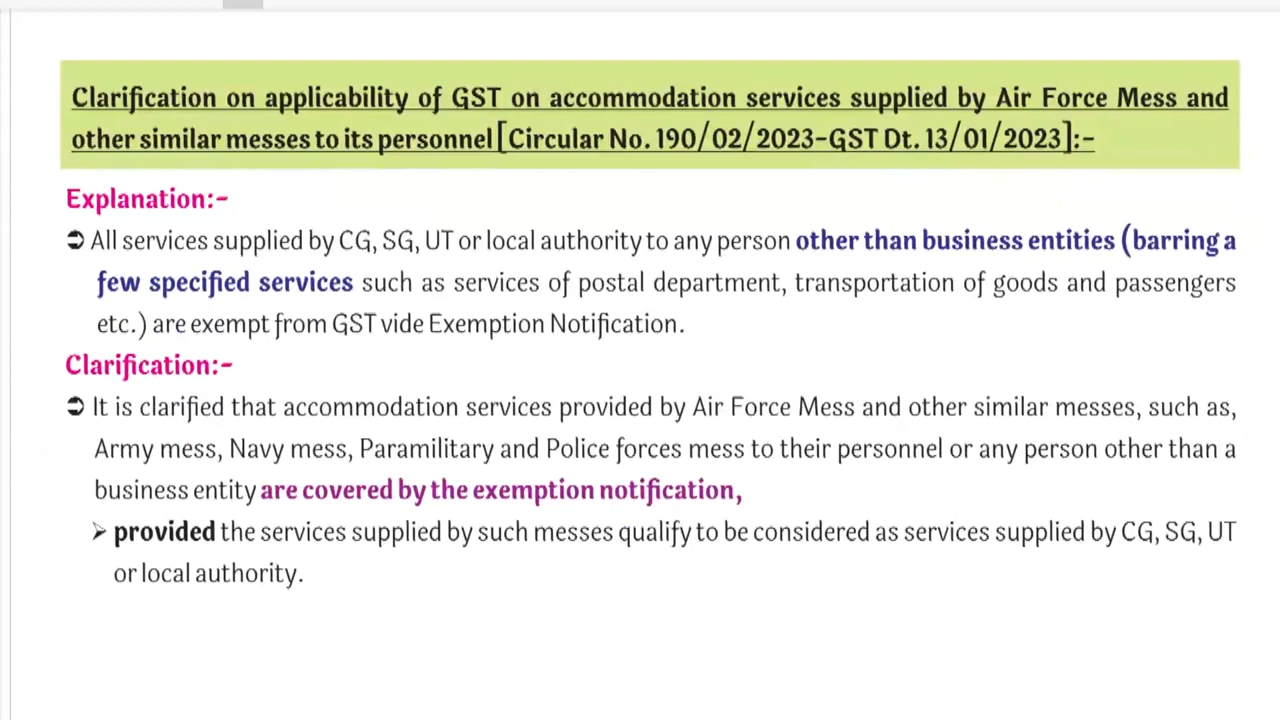 Clarification on applicability of GST on accommodation services supplied by Air Force Mess and
other similar messes to its personnel [Circular No. 190/02/2023-GST Dt. 13/01/2023]:-
Explanation:-
➲ All services supplied by CG, SG, UT or local authority to any person other than business entities (barring a
few specified services such as services of postal department, transportation of goods and passengers
etc.) are exempt from GST vide Exemption Notification.
Clarification:-
➲ It is clarified that accommodation services provided by Air Force Mess and other similar messes, such as,
Army mess, Navy mess, Paramilitary and Police forces mess to their personnel or any person other than a
business entity are covered by the exemption notification,
➢ provided the services supplied by such messes qualify to be considered as services supplied by CG, SG, UT
or local authority.